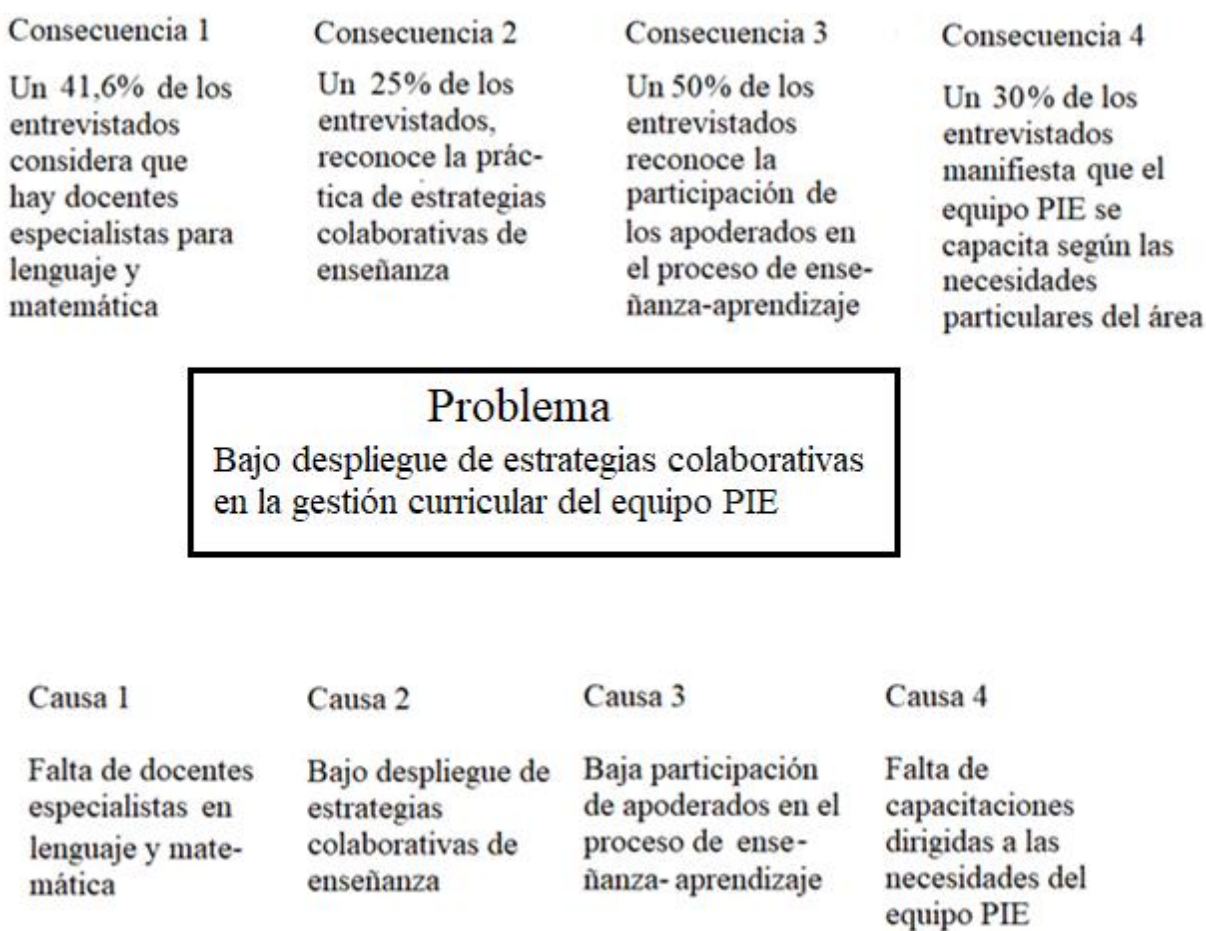 Consecuencia 1
Un 41,6% de los
entrevistados
considera que
hay docentes
especialistas para
lenguaje y
matemática
Consecuencia 2
Un 25% de los
entrevistados,
reconoce la prác-
tica de estrategias
colaborativas de
enseñanza
Consecuencia 3
Un 50% de los
entrevistados
reconoce la
participación de
los apoderados en
el proceso de ense-
ñanza-aprendizaje
Consecuencia 4
Un 30% de los
entrevistados
manifiesta que el
equipo PIE se
capacita según las
necesidades
particulares del área
Problema
Bajo despliegue de estrategias colaborativas
en la gestión curricular del equipo PIE
Causa 1
Falta de docentes
especialistas en
lenguaje y mate-
mática
Causa 2
Bajo despliegue de
estrategias
colaborativas de
enseñanza
Causa 3
Baja participación
de apoderados en el
proceso de ense-
ñanza- aprendizaje
Causa 4
Falta de
capacitaciones
dirigidas a las
necesidades del
equipo PIE